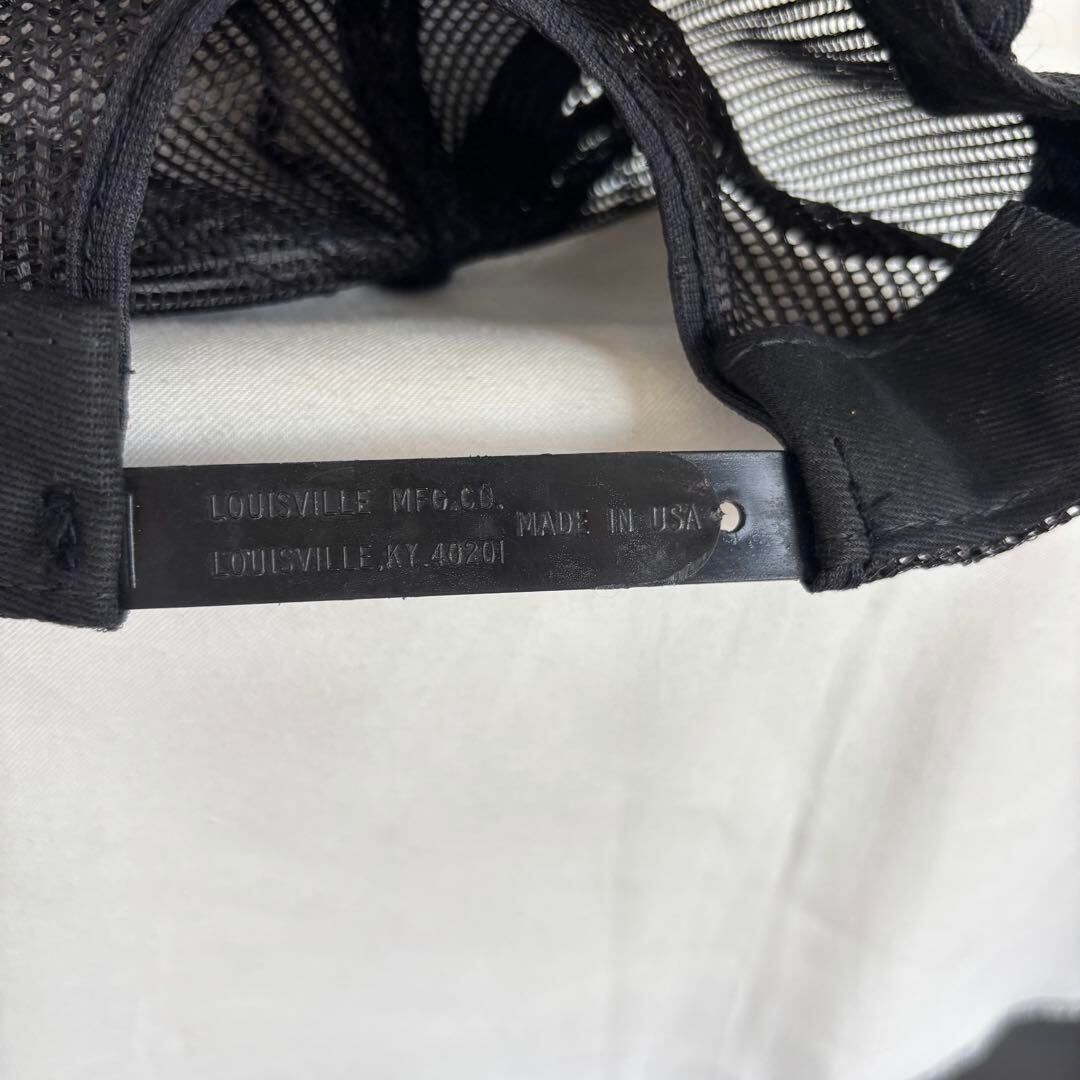 LOUISVILLE MFG.CO.
LOUISVILLE,KY.40201
MADE IN USA